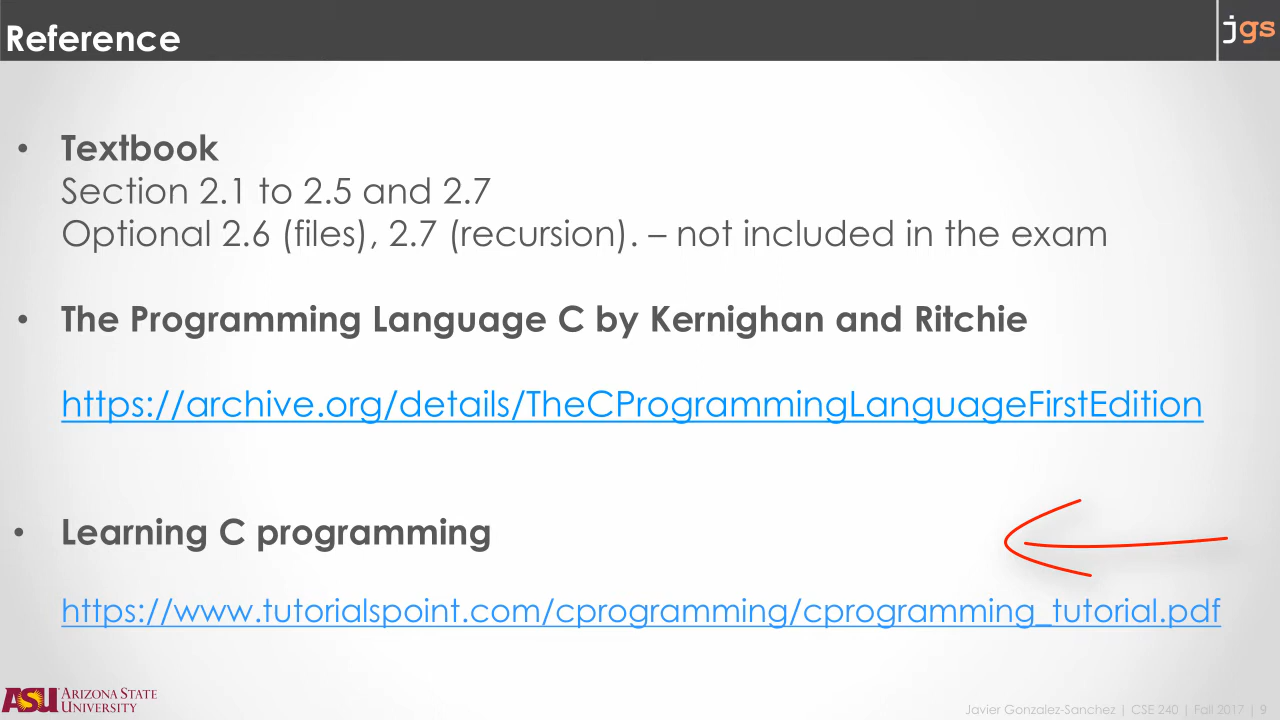 Reference
jgs
• Textbook
Section 2.1 to 2.5 and 2.7
Optional 2.6 (files), 2.7 (recursion). – not included in the exam
• The Programming Language C by Kernighan and Ritchie
https://archive.org/details/TheCProgrammingLanguageFirstEdition
• Learning C programming
https://www.tutorialspoint.com/cprogramming/cprogramming_tutorial.pdf
ASU ARIZONA STATE
UNIVERSITY
Javier Gonzalez-Sanchez | CSE 240 | Fall 2017 | 9